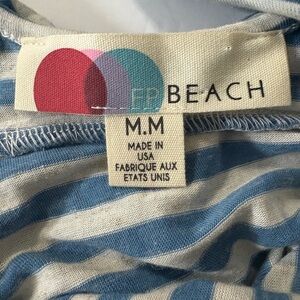 FP BEACH
M.M
MADE IN
USA
FABRIQUE AUX
ETATS UNIS